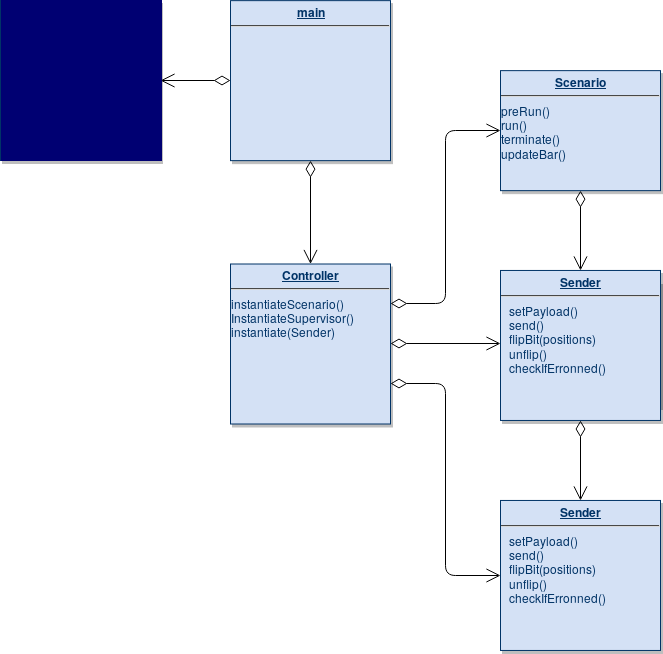 main
Scenario
preRun()
run()
terminate()
updateBar()
Controller
instantiateScenario()
InstantiateSupervisor()
instantiate(Sender)
Sender
setPayload()
send()
flipBit(positions)
unflip()
checkIfErronned()
Sender
setPayload()
send()
flipBit(positions)
unflip()
checkIfErronned()